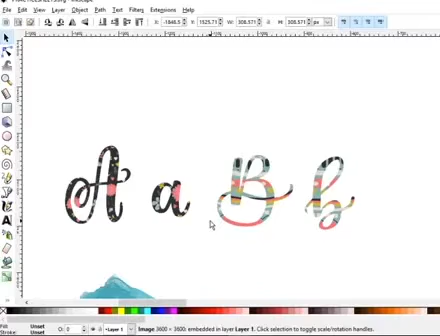 File Edit View Layer Object Path Text Filters Extensions Help
X: -1846.5 Y: 1525.71 W: 308.571 H: 308.571 px
A a B b
Fill: Unset
Stroke: Unset
O: 0
Layer 1
Image 3600 × 3600: embedded in layer Layer 1. Click selection to toggle scale/rotation handles.